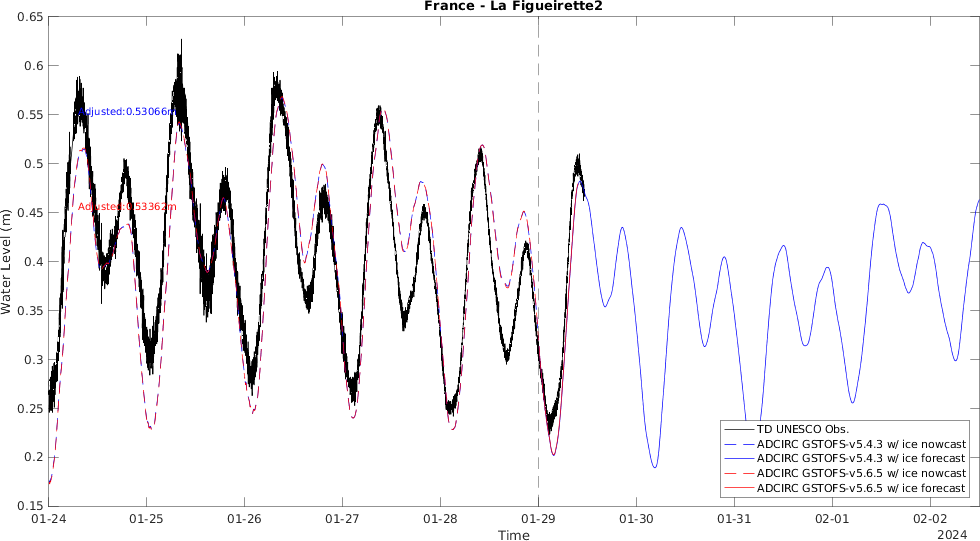 France - La Figueirette2
0.65
0.6
0.55
0.5
0.45
0.4
0.35
0.3
0.25
0.2
0.15
Water Level (m)
Adjusted:0.53066m
Adjusted:0.53362m
TD UNESCO Obs.
ADCIRC GSTOFS-v5.4.3 w/ ice nowcast
ADCIRC GSTOFS-v5.4.3 w/ ice forecast
ADCIRC GSTOFS-v5.6.5 w/ ice nowcast
ADCIRC GSTOFS-v5.6.5 w/ ice forecast
01-24 01-25 01-26 01-27 01-28 01-29 01-30 01-31 02-01 02-02
Time
2024